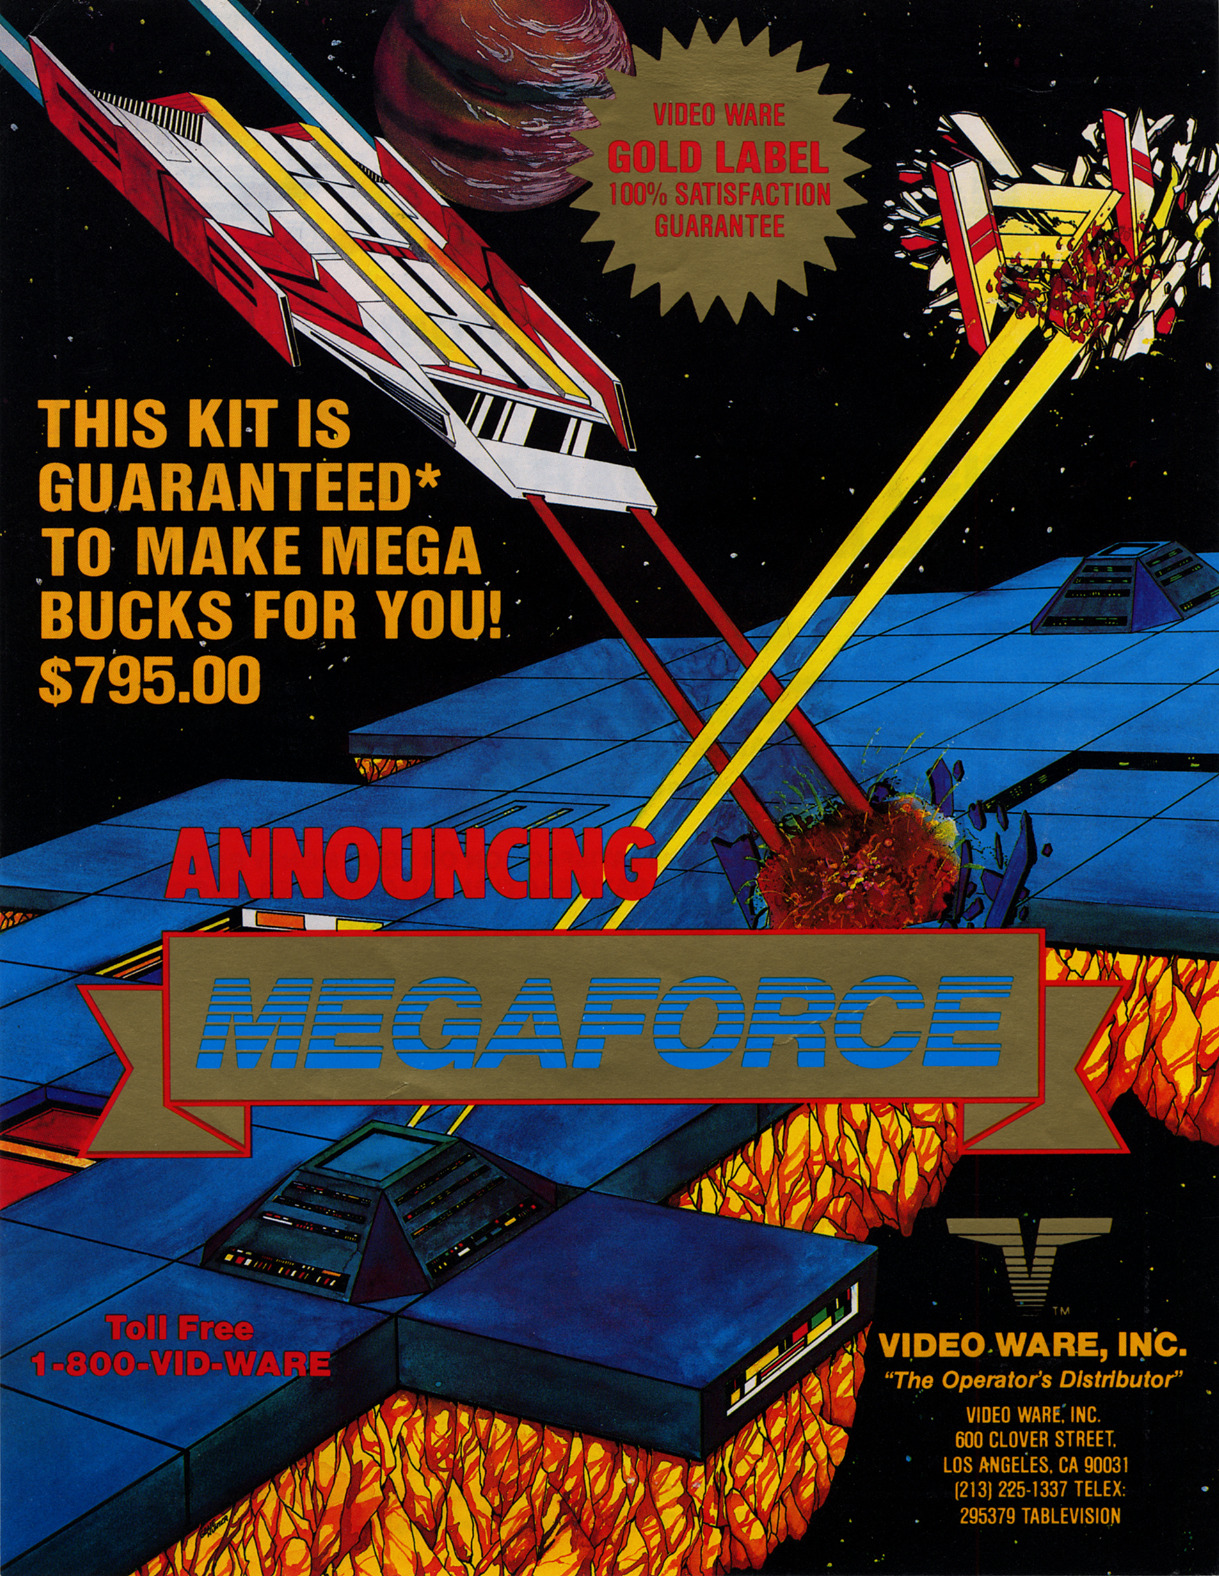 VIDEO WARE
GOLD LABEL
100% SATISFACTION
GUARANTEE
THIS KIT IS
GUARANTEED*
TO MAKE MEGA
BUCKS FOR YOU!
$795.00
ANNOUNCING
MEGAFORCE
Toll Free
1-800-VID-WARE
TM
VIDEO WARE, INC.
"The Operator's Distributor"
VIDEO WARE, INC.
600 CLOVER STREET,
LOS ANGELES, CA 90031
(213) 225-1337 TELEX:
295379 TABLEVISION